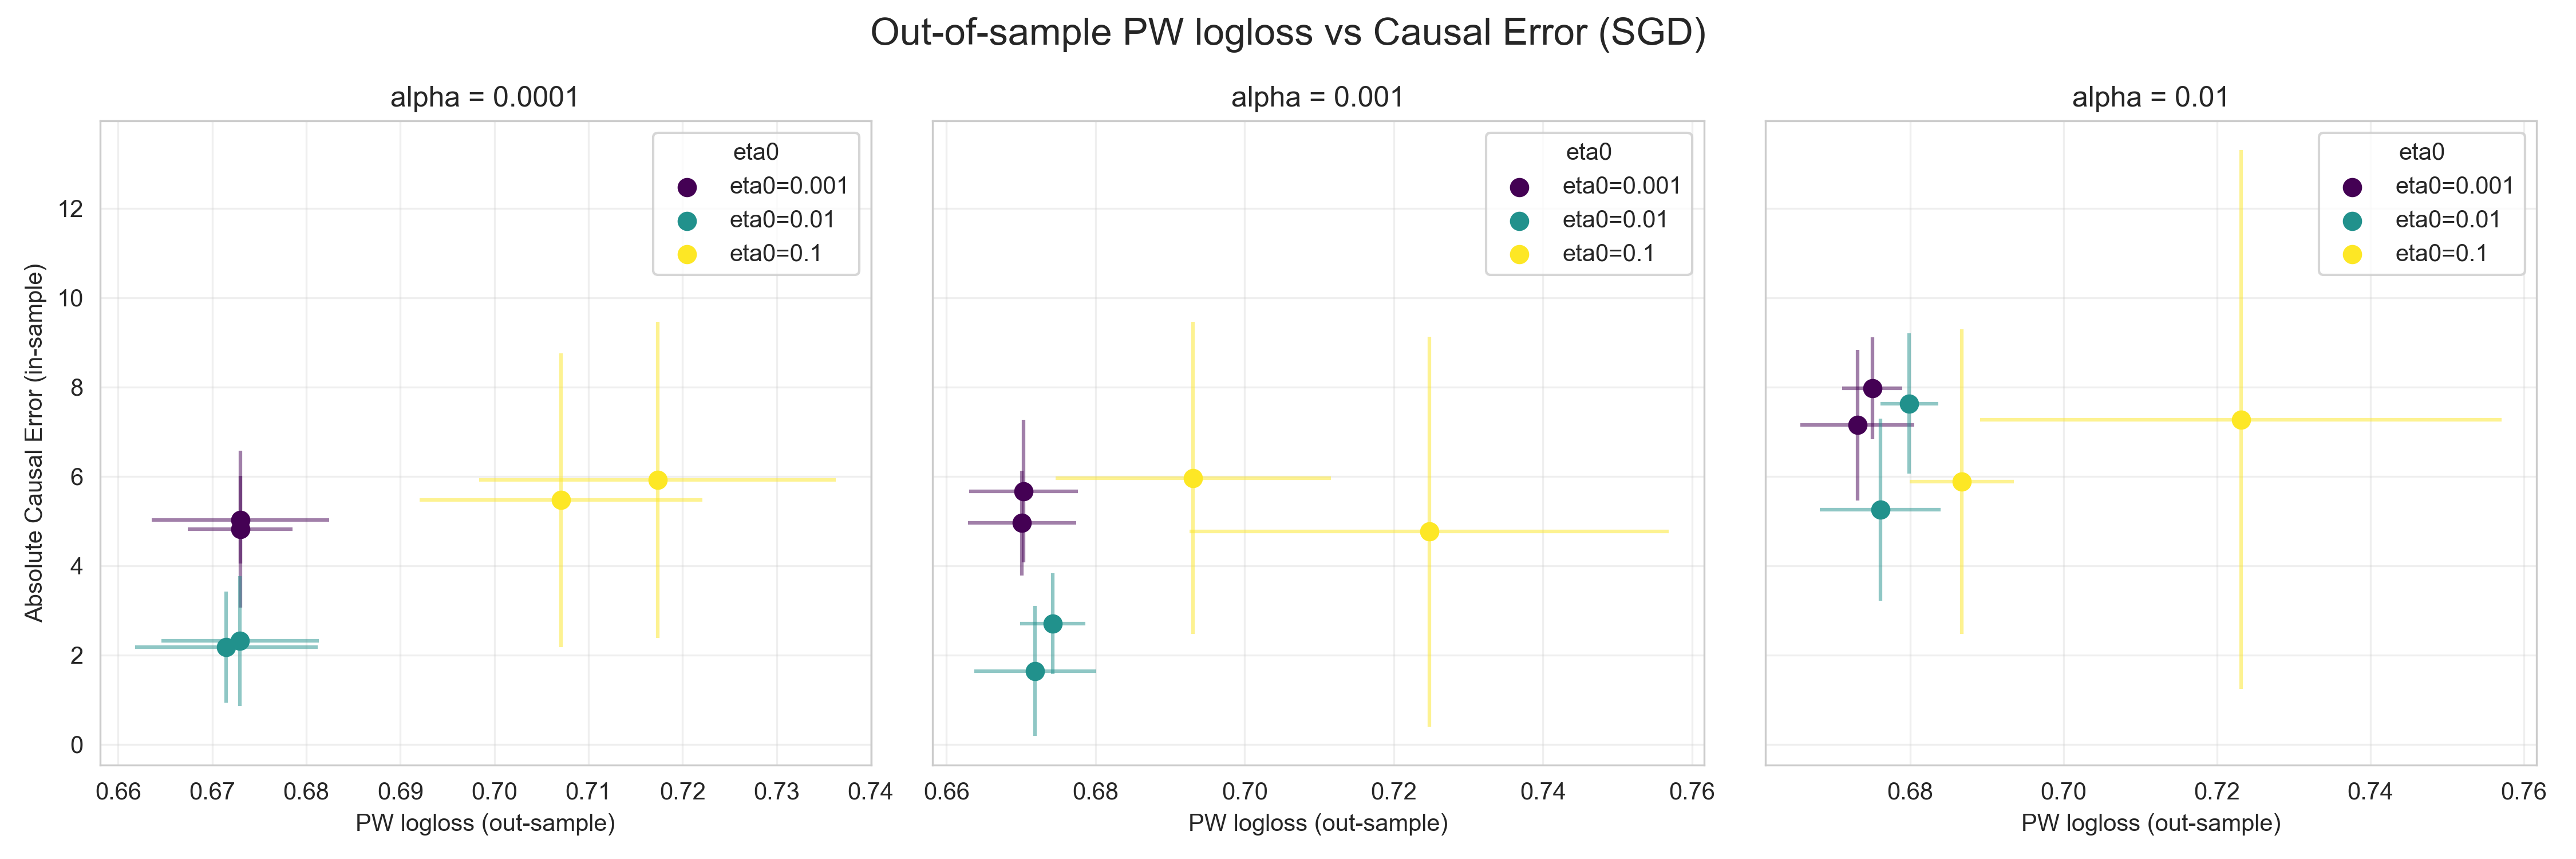 Out-of-sample PW logloss vs Causal Error (SGD)
alpha = 0.0001
alpha = 0.001
alpha = 0.01
eta0
eta0=0.001
eta0=0.01
eta0=0.1
eta0
eta0=0.001
eta0=0.01
eta0=0.1
eta0
eta0=0.001
eta0=0.01
eta0=0.1
Absolute Causal Error (in-sample)
12
10
8
6
4
2
0
0.66 0.67 0.68 0.69 0.70 0.71 0.72 0.73 0.74
0.66 0.68 0.70 0.72 0.74 0.76
0.68 0.70 0.72 0.74 0.76
PW logloss (out-sample)
PW logloss (out-sample)
PW logloss (out-sample)